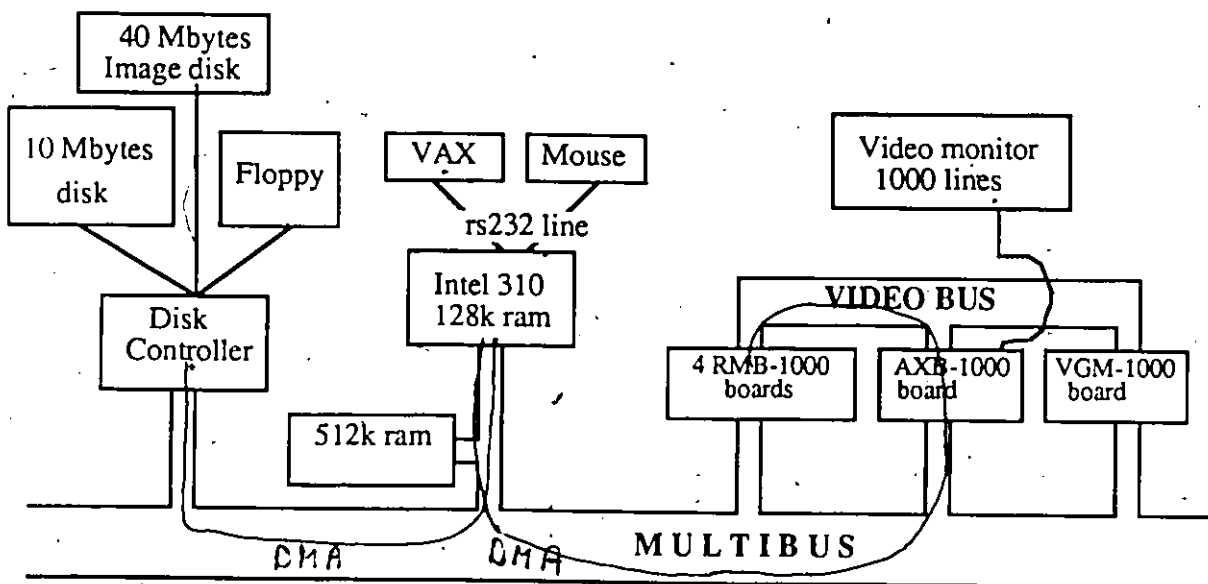 40 Mbytes
Image disk
10 Mbytes
disk
Floppy
VAX
Mouse
Video monitor
1000 lines
rs232 line
Disk
Controller
Intel 310
128k ram
VIDEO BUS
4 RMB-1000
boards
AXB-1000
board
VGM-1000
board
512k ram
DMA
DMA
MULTIBUS